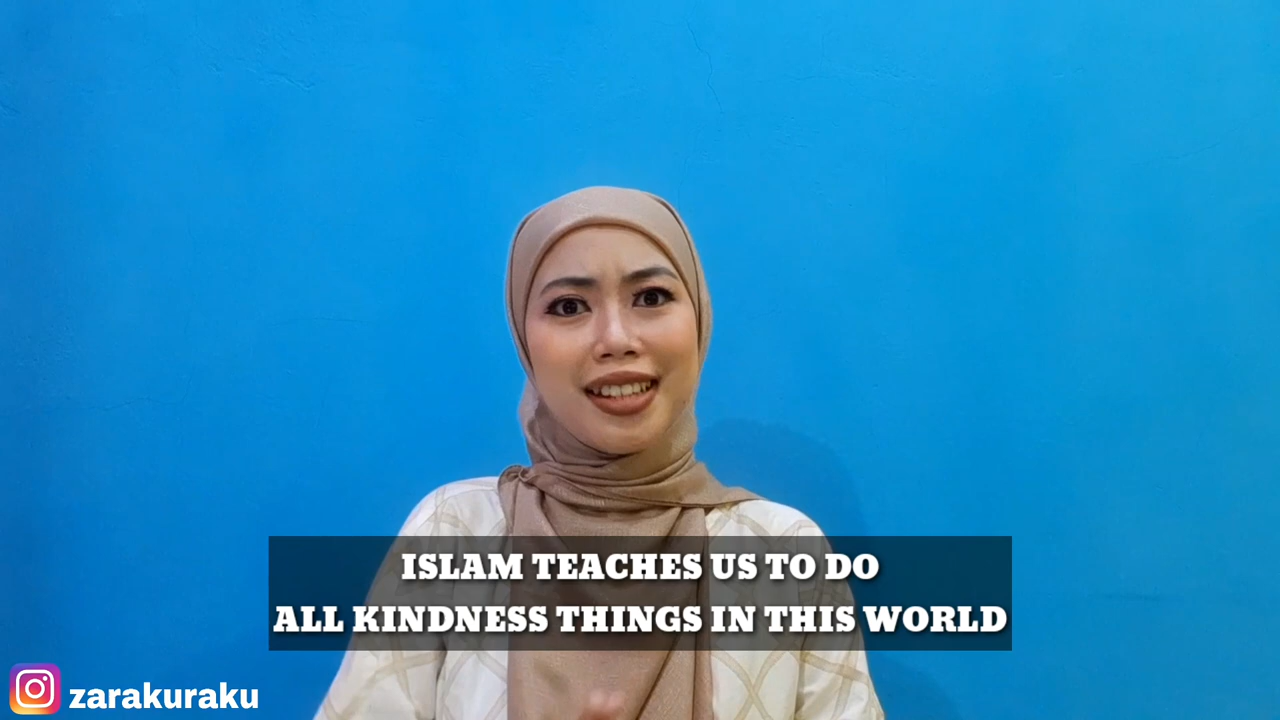 ISLAM TEACHES US TO DO
ALL KINDNESS THINGS IN THIS WORLD
zarakuraku